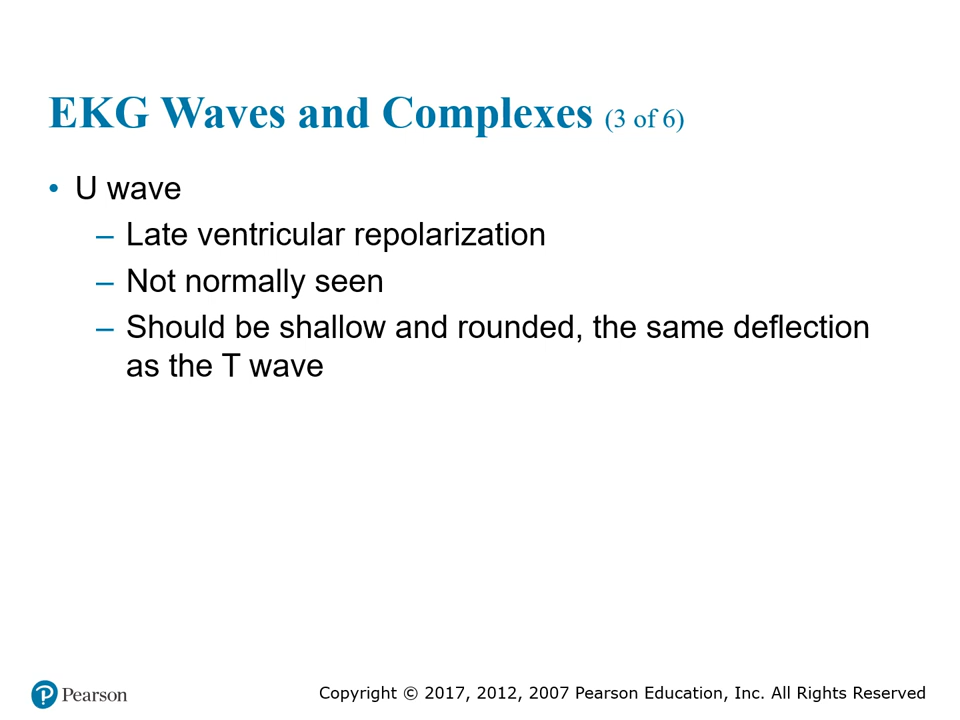 EKG Waves and Complexes (3 of 6)
• U wave
– Late ventricular repolarization
– Not normally seen
– Should be shallow and rounded, the same deflection
as the T wave
Pearson
Copyright © 2017, 2012, 2007 Pearson Education, Inc. All Rights Reserved